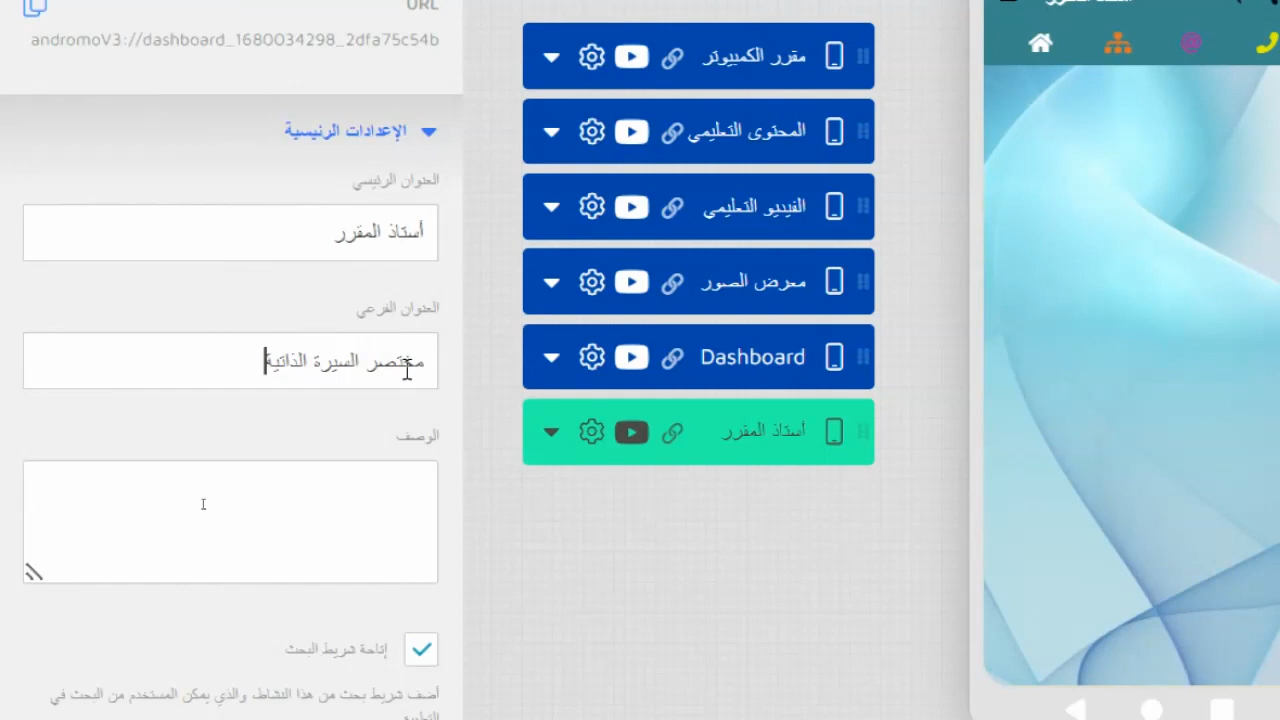 URL
andromoV3://dashboard_1680034298_2dfa75c54b
الإعدادات الرئيسية
العنوان الرئيسي
أستاذ المقرر
العنوان الفرعي
مختصر السيرة الذاتية
الوصف
إتاحة شريط البحث
أضف شريط بحث من هذا النشاط، والذي يمكن المستخدم من البحث في
التطبيق
مقرر الكمبيوتر
المحتوى التعليمي
الفيديو التعليمي
معرض الصور
Dashboard
أستاذ المقرر